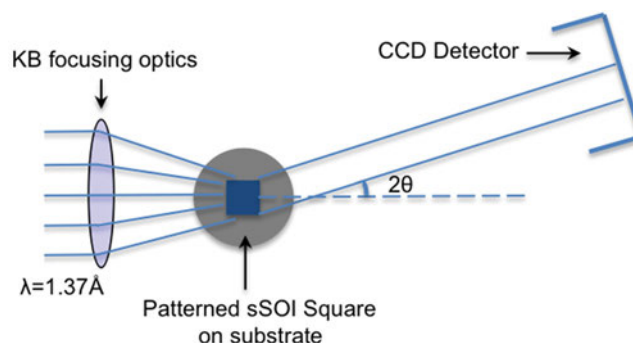 KB focusing optics
CCD Detector
2θ
λ=1.37Å
Patterned sSOI Square
on substrate